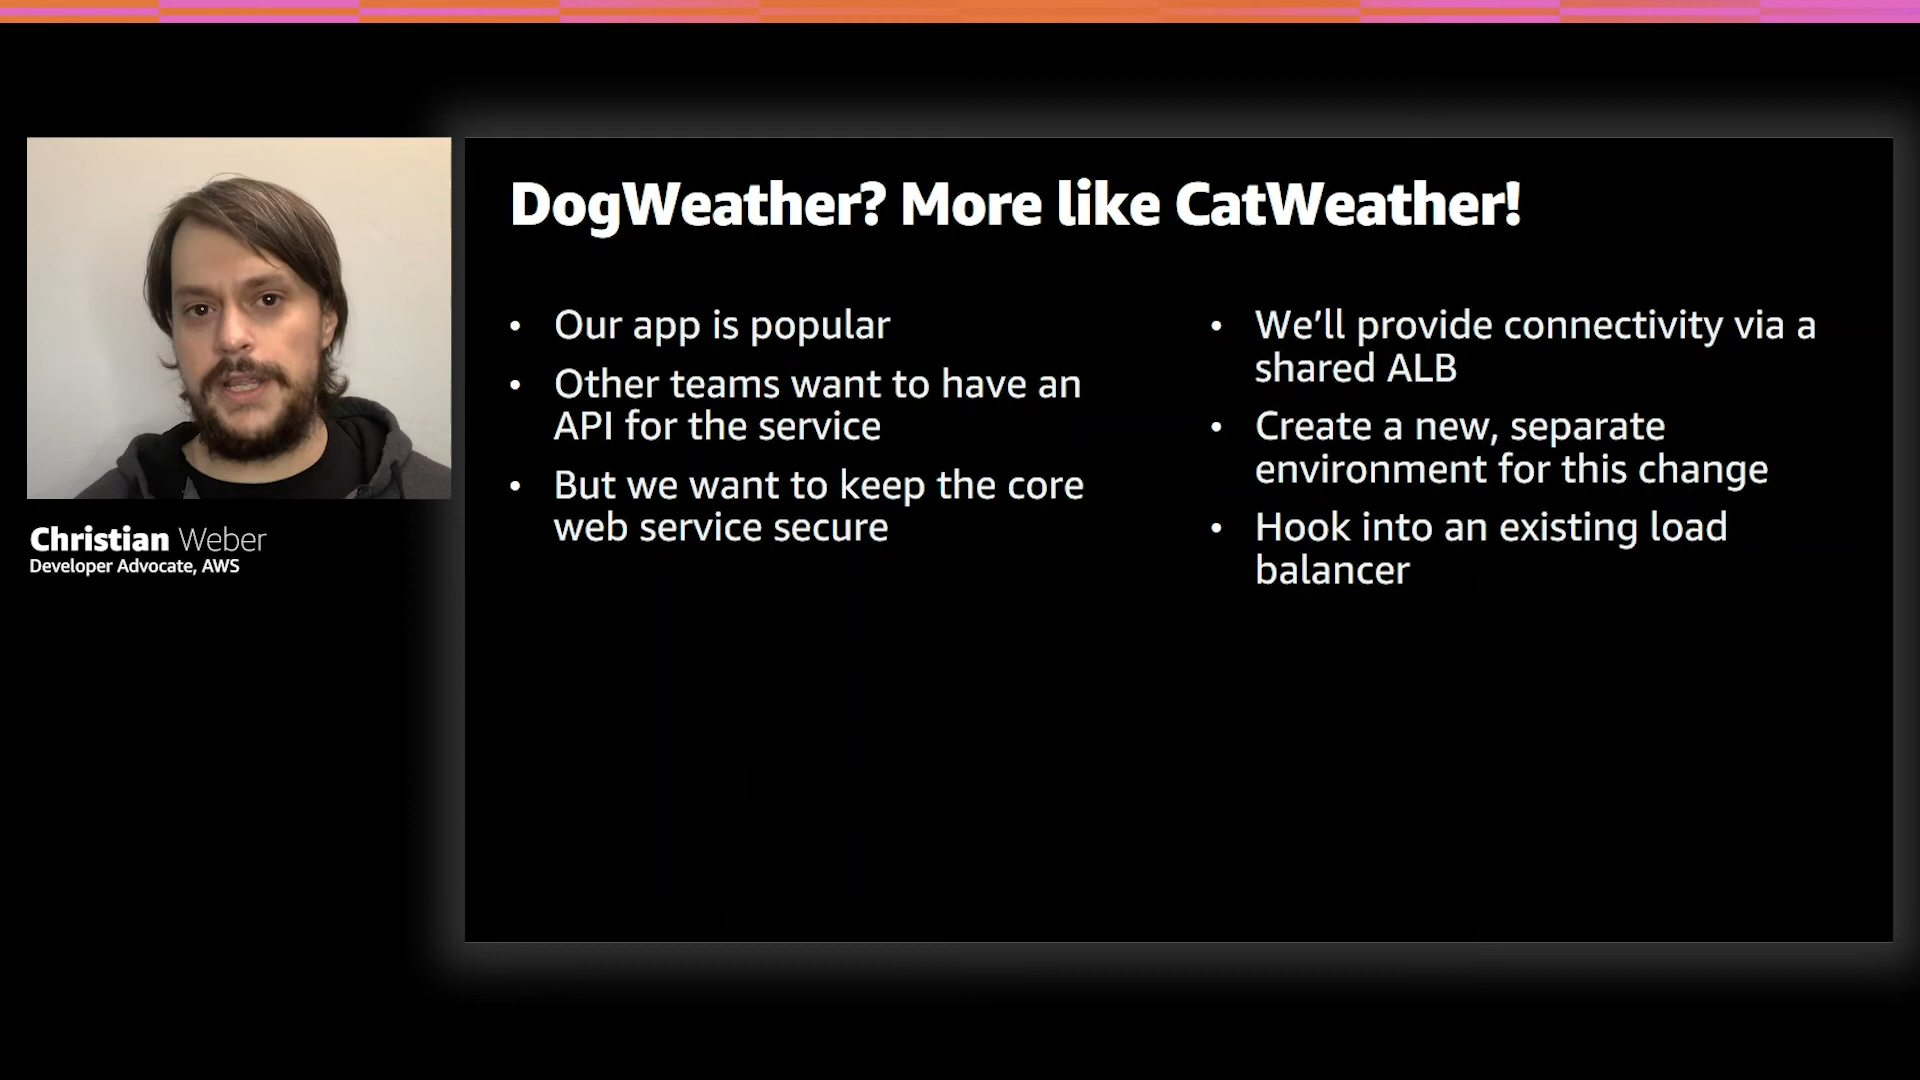 DogWeather? More like CatWeather!
• Our app is popular
• Other teams want to have an
API for the service
• But we want to keep the core
web service secure
• We’ll provide connectivity via a
shared ALB
• Create a new, separate
environment for this change
• Hook into an existing load
balancer
Christian Weber
Developer Advocate, AWS